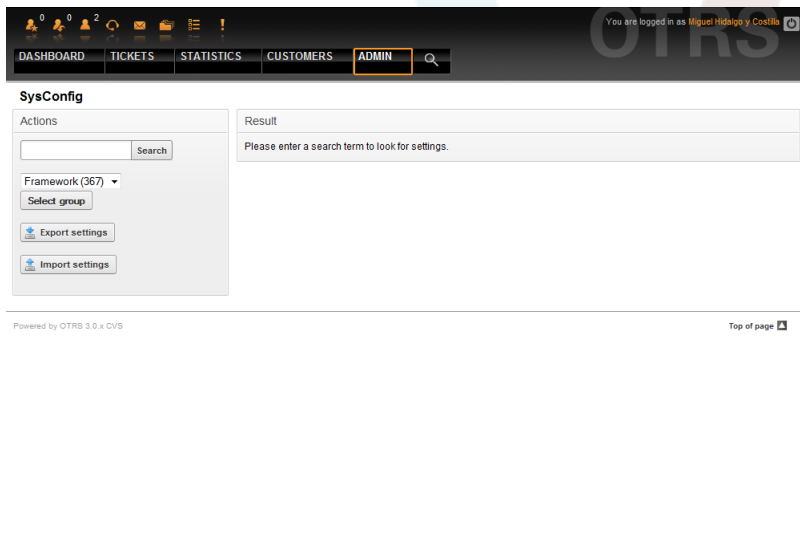 0 0 2
You are logged in as Miguel Hidalgo y Costilla
OTRS
DASHBOARD TICKETS STATISTICS CUSTOMERS ADMIN
SysConfig
Actions
Search
Framework (367)
Select group
Export settings
Import settings
Result
Please enter a search term to look for settings.
Powered by OTRS 3.0.x CVS
Top of page